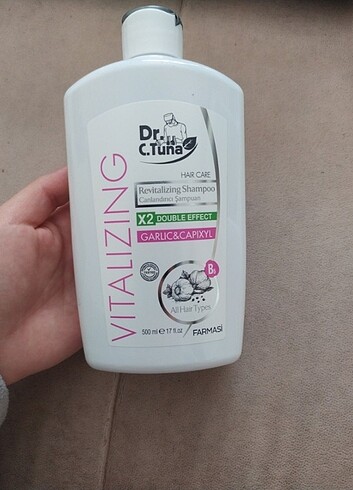 Dr.
C.Tuna
HAIR CARE
Revitalizing Shampoo
Canlandırıcı Şampuan
X2 DOUBLE EFFECT
GARLIC&CAPIXYL
VITALIZING
B5
All Hair Types
500 ml e 17 fl.oz
FARMASi